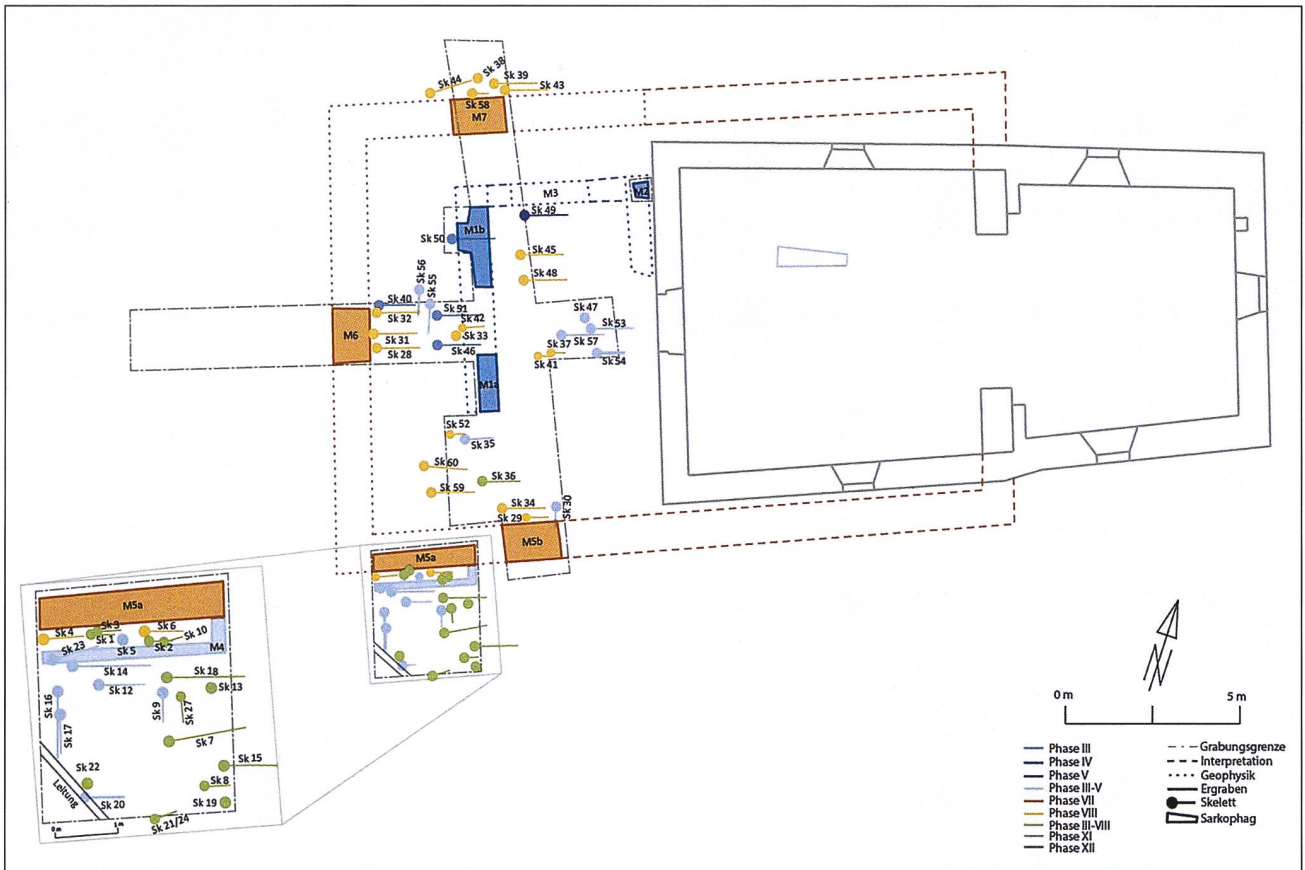 Sk 44
Sk 38
Sk 39
Sk 43
Sk 58
M7
M3
M2
Sk 49
M1b
Sk 50
Sk 45
Sk 56
Sk 55
Sk 48
Sk 40
Sk 51
Sk 47
Sk 32
Sk 42
Sk 53
M6
Sk 31
Sk 33
Sk 57
Sk 28
Sk 46
Sk 37
Sk 54
Sk 41
M1a
Sk 52
Sk 35
Sk 60
Sk 36
Sk 59
Sk 34
Sk 30
Sk 29
M5b
M5a
M5a
Sk 4
Sk 3
Sk 6
Sk 1
Sk 10
Sk 23
Sk 5
Sk 2
M4
Sk 14
Sk 18
Sk 12
Sk 13
Sk 16
Sk 9
Sk 27
Sk 17
Sk 7
Sk 15
Sk 22
Sk 8
Leitung
Sk 20
Sk 19
Sk 21/24
0 m 1 m
0 m 5 m
Phase III
Phase IV
Phase V
Phase III-V
Phase VII
Phase VIII
Phase III-VIII
Phase XI
Phase XII
Grabungsgrenze
Interpretation
Geophysik
Ergraben
Skelett
Sarkophag